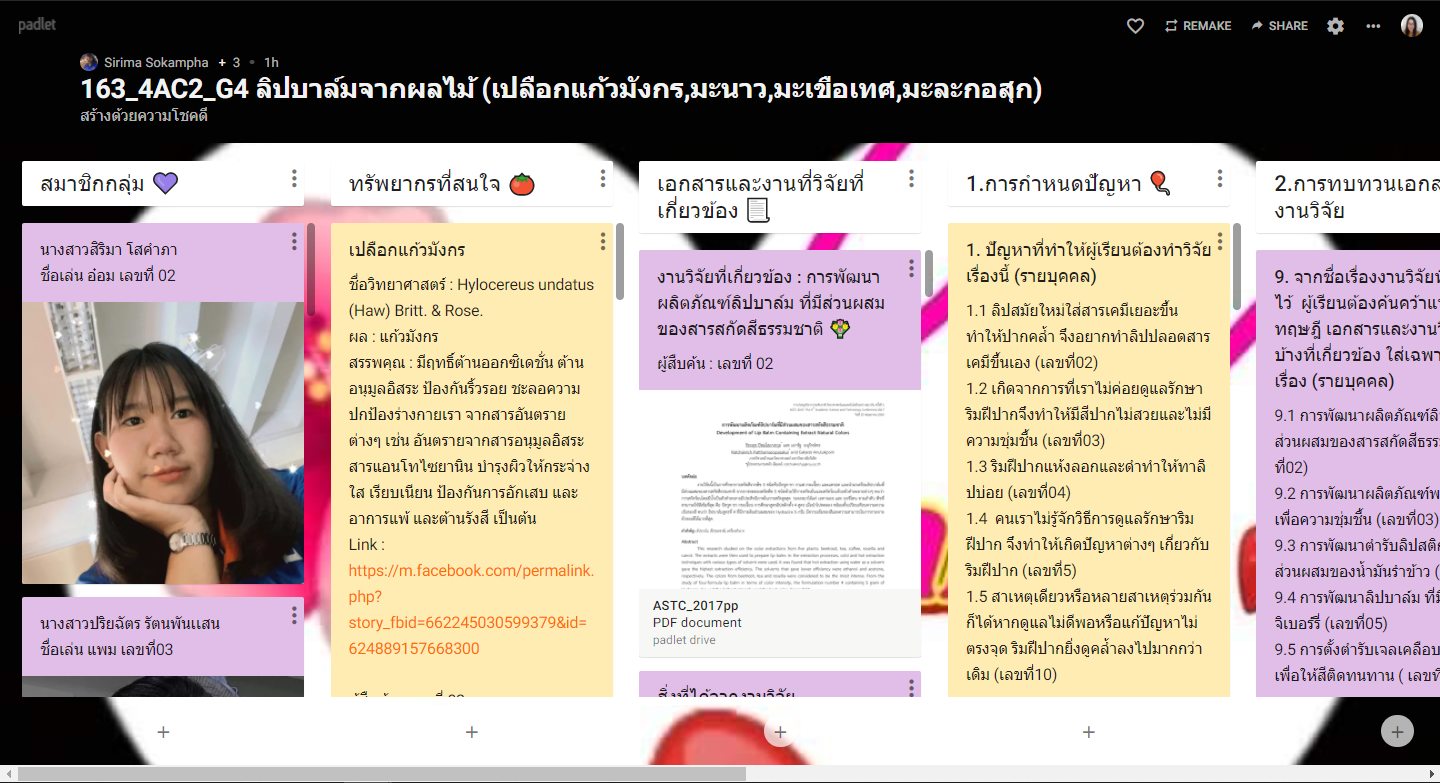 padlet
REMAKE
SHARE
Sirima Sokampha + 3 • 1h
163_4AC2_G4 ลิปบาล์มจากผลไม้ (เปลือกแก้วมังกร,มะนาว,มะเขือเทศ,มะละกอสุก)
สร้างด้วยความโชคดี
สมาชิกกลุ่ม 💜
นางสาวสิริมา โสคำภา
ชื่อเล่น อ๋อม เลขที่ 02
นางสาวปริยฉัตร รัตนพันเเสน
ชื่อเล่น แพม เลขที่03
ทรัพยากรที่สนใจ 🍅
เปลือกแก้วมังกร
ชื่อวิทยาศาสตร์ : Hylocereus undatus
(Haw) Britt. & Rose.
ผล : แก้วมังกร
สรรพคุณ : มีฤทธิ์ต้านออกซิเดชั่น ต้าน
อนุมูลอิสระ ป้องกันริ้วรอย ชะลอความ
ปกป้องร่างกายเรา จากสารอันตราย
ต่างๆ เช่น อันตรายจากสารอนุมูลอิสระ
สารแอนโทไซยานิน บำรุงผิวให้กระจ่าง
ใส เรียบเนียน ป้องกันการอักเสบ และ
อาการแพ้ และต้านรังสี เป็นต้น
Link :
https://m.facebook.com/permalink.
php?
story_fbid=662245030599379&id=
624889157668300
เอกสารและงานที่วิจัยที่
เกี่ยวข้อง 📃
งานวิจัยที่เกี่ยวข้อง : การพัฒนา
ผลิตภัณฑ์ลิปบาล์ม ที่มีส่วนผสม
ของสารสกัดสีธรรมชาติ 💐
ผู้สืบค้น : เลขที่ 02
การพัฒนาผลิตภัณฑ์ลิปบาล์มที่มีส่วนผสมของสารสกัดสีธรรมชาติ
Development of Lip Balm Containing Extract Natural Colors
บทคัดย่อ
Abstract
ASTC_2017pp
PDF document
padlet drive
สิ่งที่ได้จากงานวิจัย
1.การกำหนดปัญหา 🎈
1. ปัญหาที่ทำให้ผู้เรียนต้องทำวิจัย
เรื่องนี้ (รายบุคคล)
1.1 ลิปสมัยใหม่ใส่สารเคมีเยอะขึ้น
ทำให้ปากคล้ำ จึงอยากทำลิปปลอดสาร
เคมีขึ้นเอง (เลขที่02)
1.2 เกิดจากการที่เราไม่ค่อยดูแลรักษา
ริมฝีปากจึงทำให้มีสีปากไม่สวยและไม่มี
ความชุ่มชื้น (เลขที่03)
1.3 ริมฝีปากแห้งลอกและดำทำให้ทาลิ
ปบ่อย (เลขที่04)
1.4 คนเราไม่รู้จักวิธีการดูแลรักษาริม
ฝีปาก จึงทำให้เกิดปัญหาต่างๆ เกี่ยวกับ
ริมฝีปาก (เลขที่5)
1.5 สาเหตุเดียวหรือหลายสาเหตุร่วมกัน
ก็ได้หากดูแลไม่ดีพอหรือแก้ปัญหาไม่
ตรงจุด ริมฝีปากยิ่งดูคล้ำลงไปมากกว่า
เดิม (เลขที่10)
2.การทบทวนเอกส
งานวิจัย
9. จากชื่อเรื่องงานวิจัยที่
ไว้ ผู้เรียนต้องค้นคว้าแน
ทฤษฎี เอกสารและงานวิ
บ้างที่เกี่ยวข้อง ใส่เฉพา
เรื่อง (รายบุคคล)
9.1 การพัฒนาผลิตภัณฑ์ลิ
ส่วนผสมของสารสกัดสีธรร
ที่02)
9.2 การพัฒนาผลิตภัณฑ์พ
เพื่อความชุ่มชื้น (เลขที่03)
9.3 การพัฒนาตำรับลิปสติก
ส่วนผสมของน้ำมันรำข้าว (
9.4 การพัฒนาลิปบาล์ม ที่มี
จิเบอร์รี่ (เลขที่05)
9.5 การตั้งตำรับเจลเคลือบ
เพื่อให้สีติดทนทาน ( เลขที่